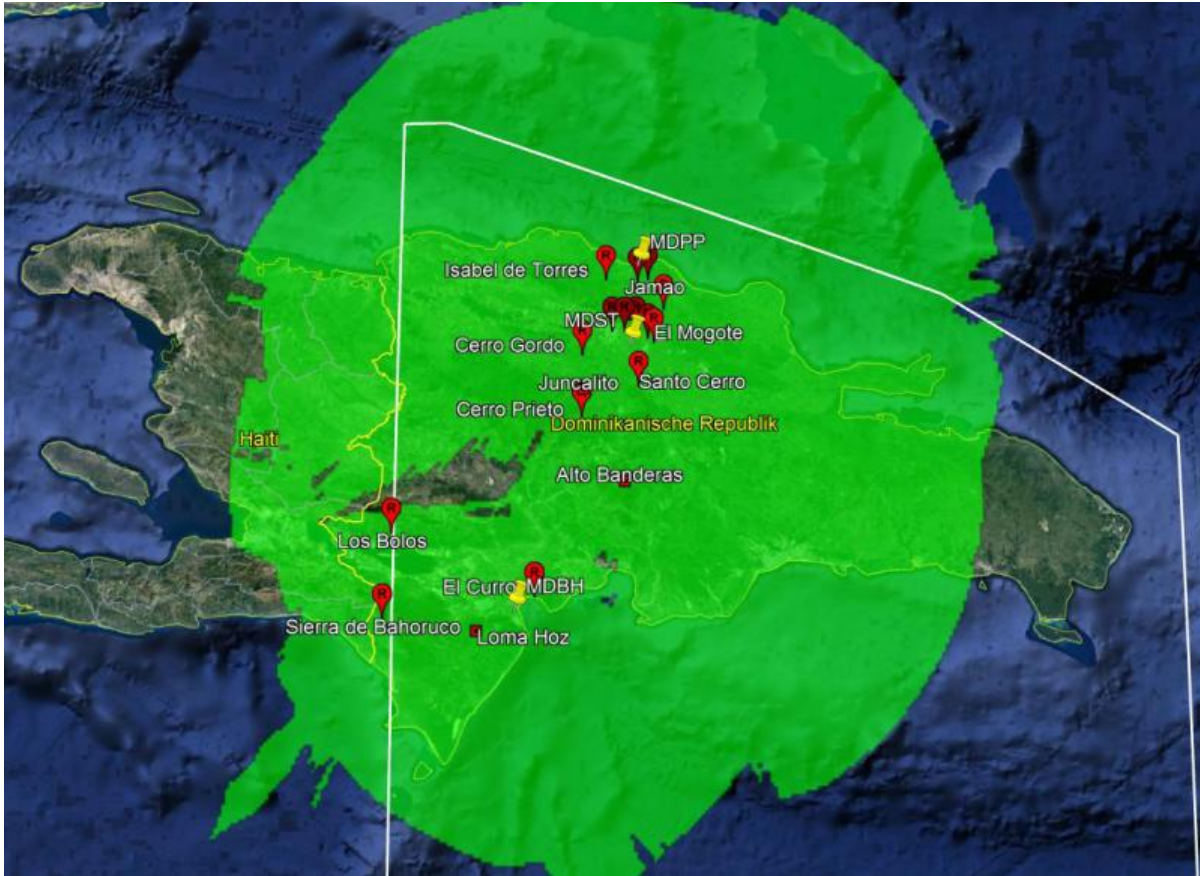 MDPP
Isabel de Torres
Jamao
MDST
El Mogote
Cerro Gordo
Juncalito
Santo Cerro
Cerro Prieto
Dominikanische Republik
Haiti
Alto Banderas
Los Bolos
El Curro MDBH
Sierra de Bahoruco
Loma Hoz
R
R
R
R
R
R
R